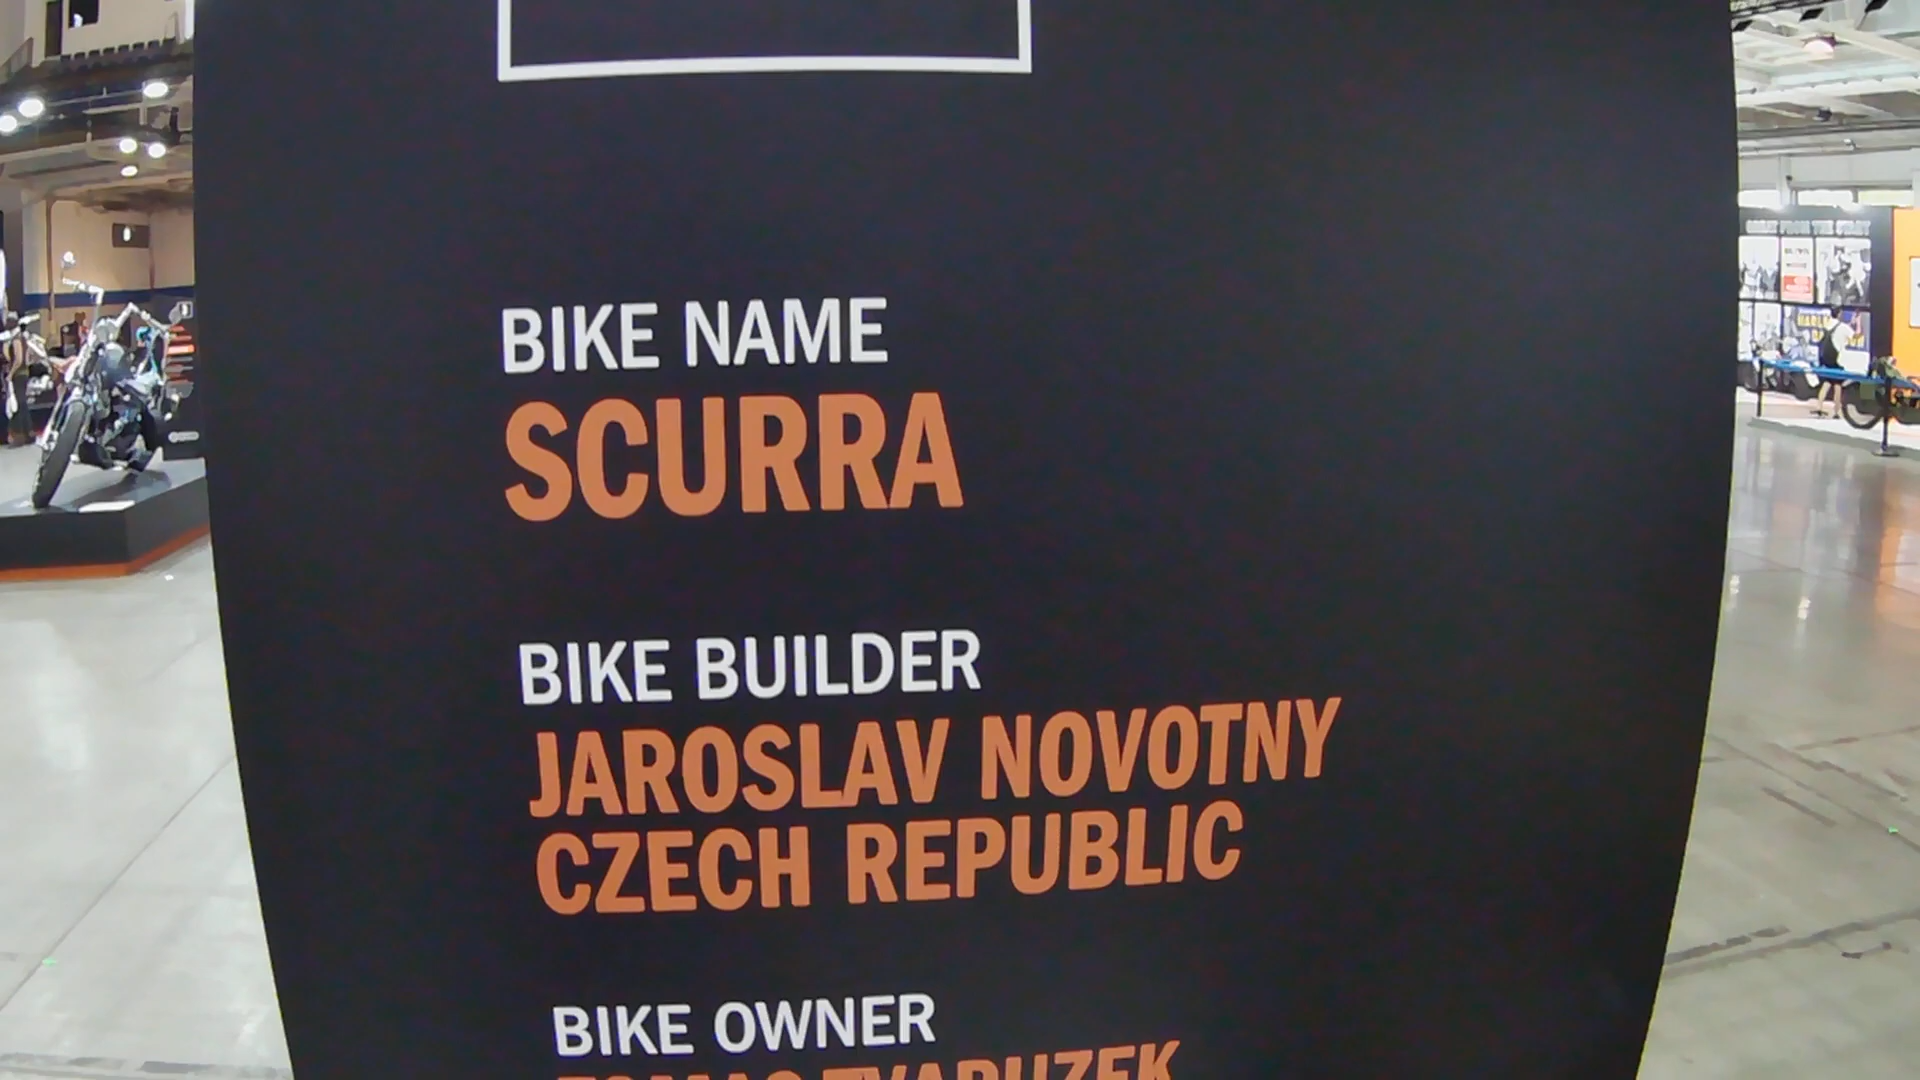 BIKE NAME
SCURRA
BIKE BUILDER
JAROSLAV NOVOTNY
CZECH REPUBLIC
BIKE OWNER